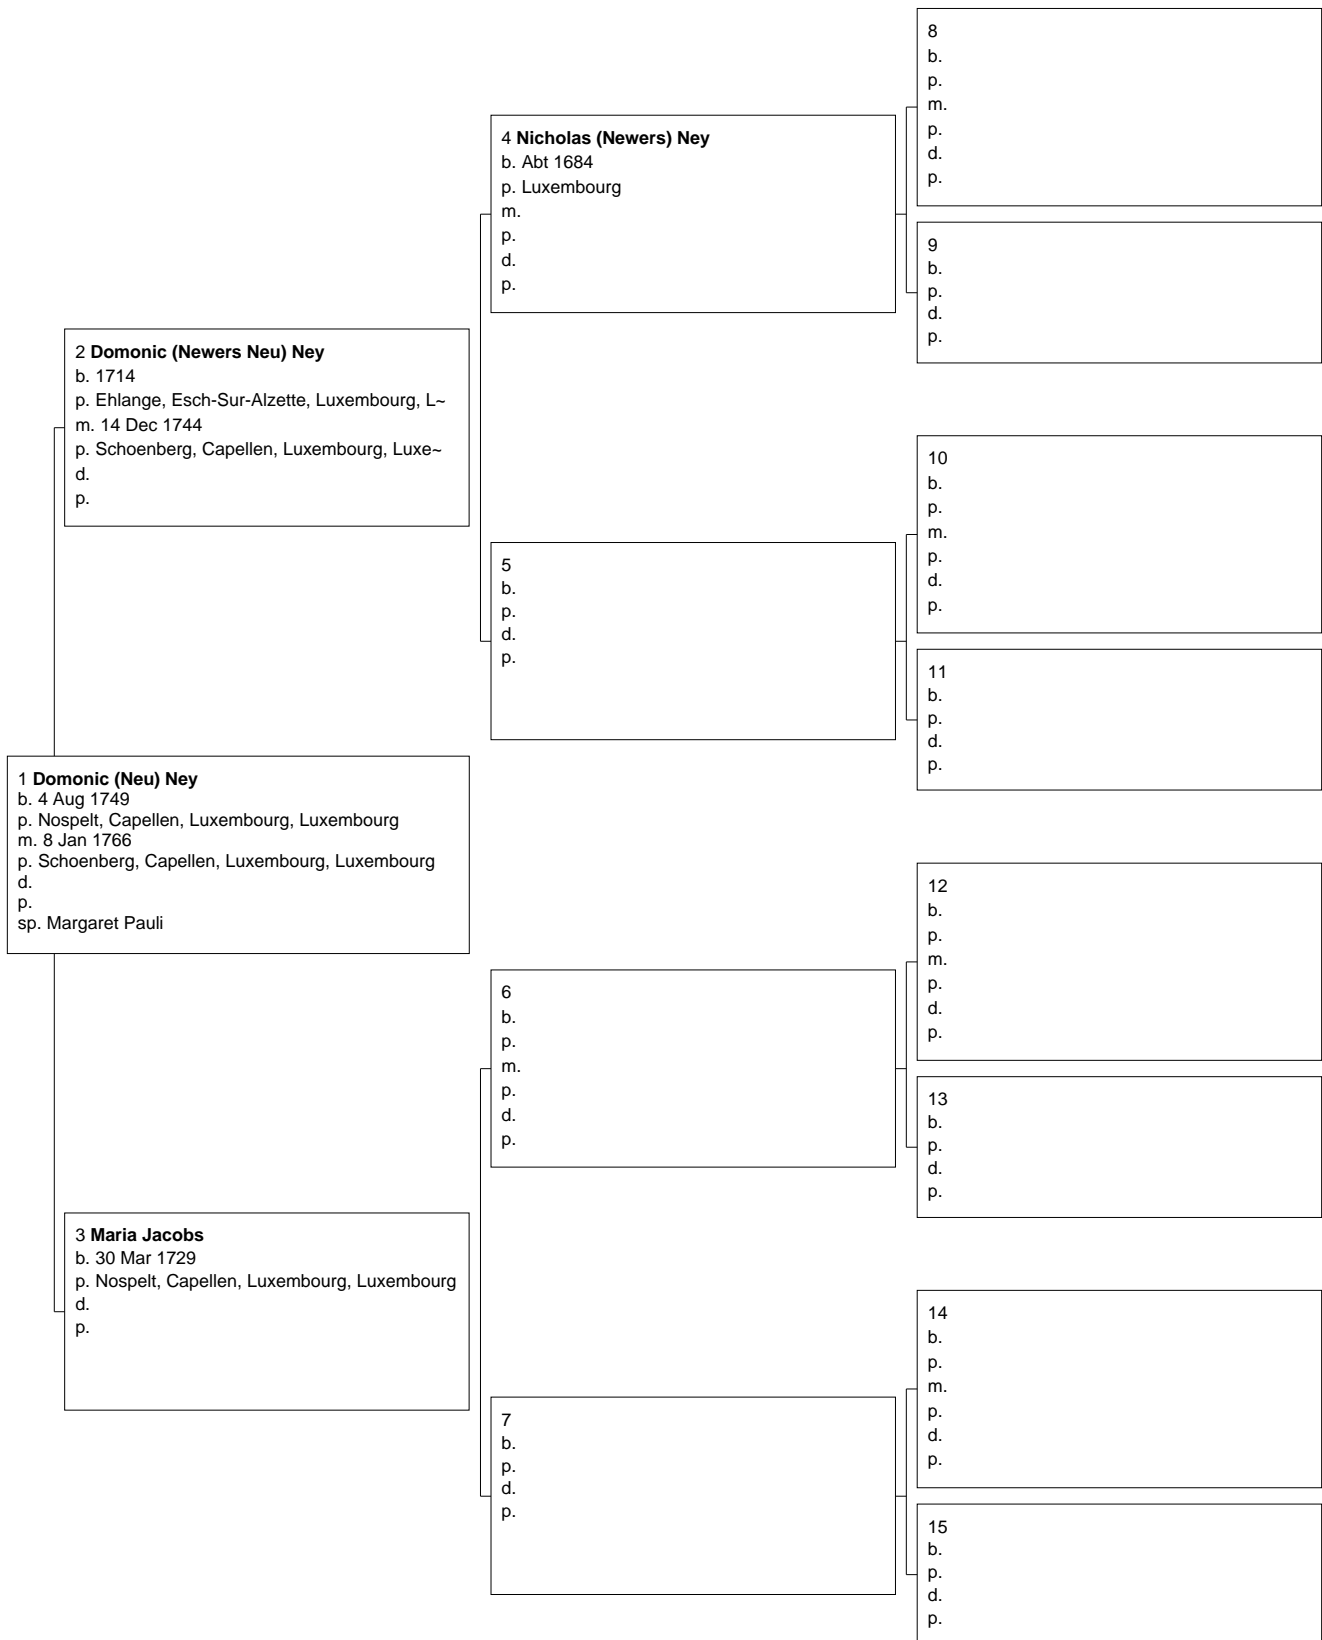 8
b.
p.
m.
p.
d.
p.
4 Nicholas (Newers) Ney
b. Abt 1684
p. Luxembourg
m.
p.
d.
p.
9
b.
p.
d.
p.
2 Domonic (Newers Neu) Ney
b. 1714
p. Ehlange, Esch-Sur-Alzette, Luxembourg, L~
m. 14 Dec 1744
p. Schoenberg, Capellen, Luxembourg, Luxe~
d.
p.
10
b.
p.
m.
p.
d.
p.
5
b.
p.
d.
p.
11
b.
p.
d.
p.
1 Domonic (Neu) Ney
b. 4 Aug 1749
p. Nospelt, Capellen, Luxembourg, Luxembourg
m. 8 Jan 1766
p. Schoenberg, Capellen, Luxembourg, Luxembourg
d.
p.
sp. Margaret Pauli
12
b.
p.
m.
p.
d.
p.
6
b.
p.
m.
p.
d.
p.
13
b.
p.
d.
p.
3 Maria Jacobs
b. 30 Mar 1729
p. Nospelt, Capellen, Luxembourg, Luxembourg
d.
p.
14
b.
p.
m.
p.
d.
p.
7
b.
p.
d.
p.
15
b.
p.
d.
p.